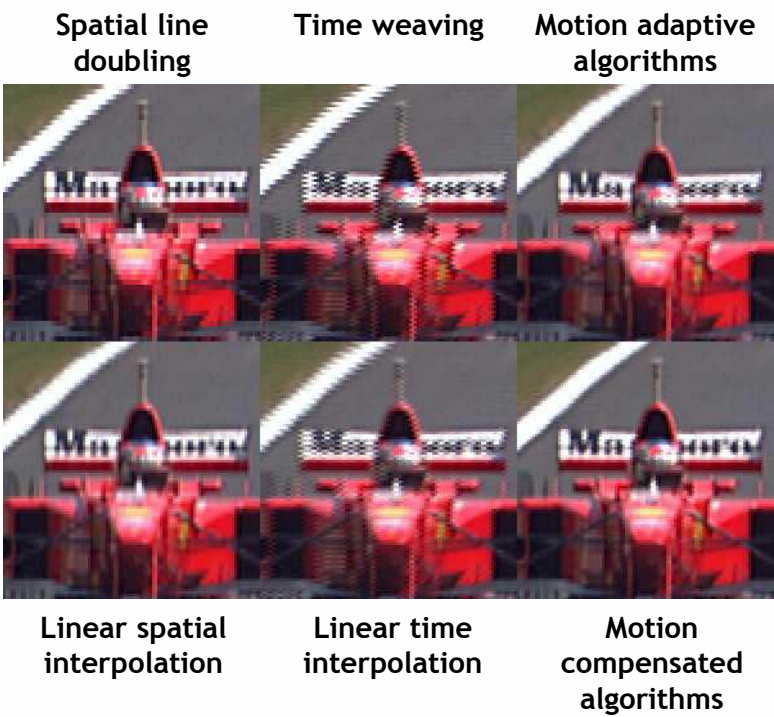 Spatial line
doubling
Time weaving
Motion adaptive
algorithms
Linear spatial
interpolation
Linear time
interpolation
Motion
compensated
algorithms